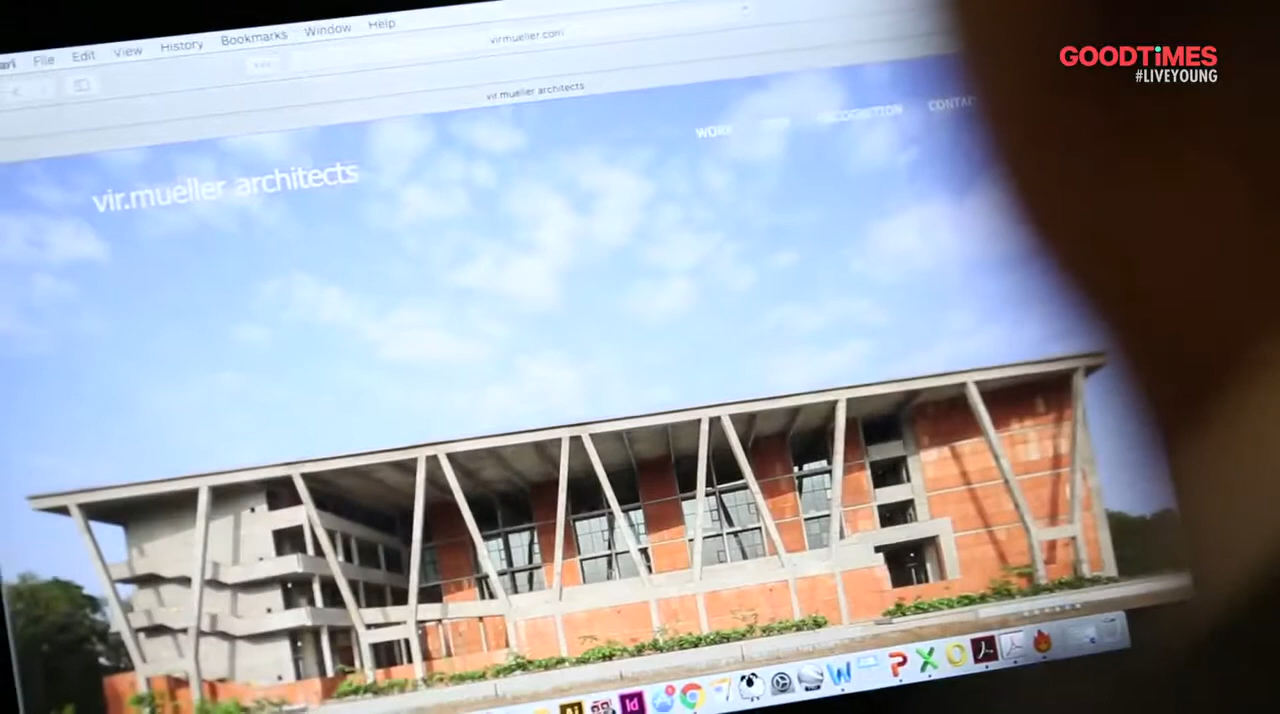 GOODTiMES
#LIVEYOUNG
File Edit View History Bookmarks Window Help
virmueller.com
vir.mueller architects
WORK RECOGNITION
vir.mueller architects
Id